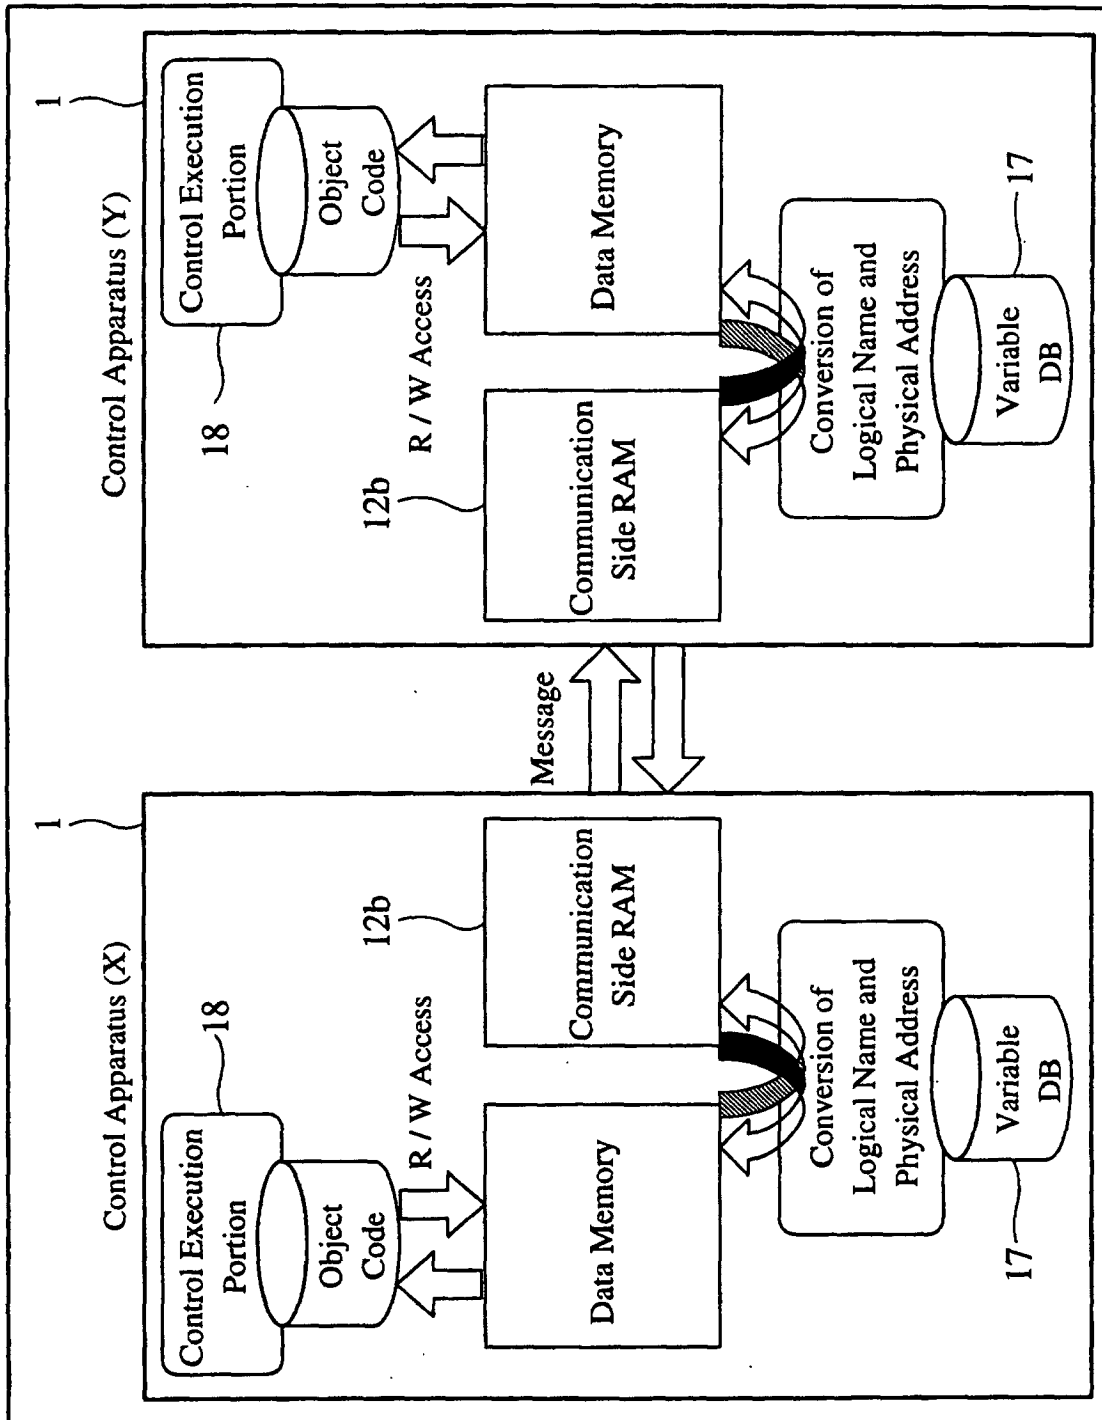 Control Apparatus (X)
1
Control Execution
Portion
18
Object
Code
R / W Access
12b
Data Memory
Communication
Side RAM
Conversion of
Logical Name and
Physical Address
Variable
DB
17
Message
Control Apparatus (Y)
1
Control Execution
Portion
18
Object
Code
R / W Access
12b
Communication
Side RAM
Data Memory
Conversion of
Logical Name and
Physical Address
Variable
DB
17